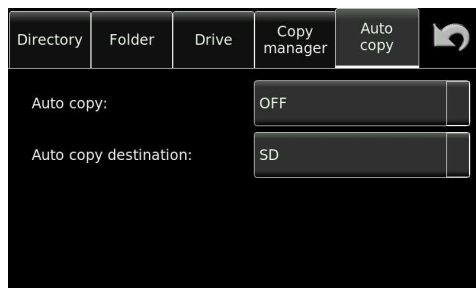 Directory Folder Drive Copy manager Auto copy
Auto copy: OFF
Auto copy destination: SD